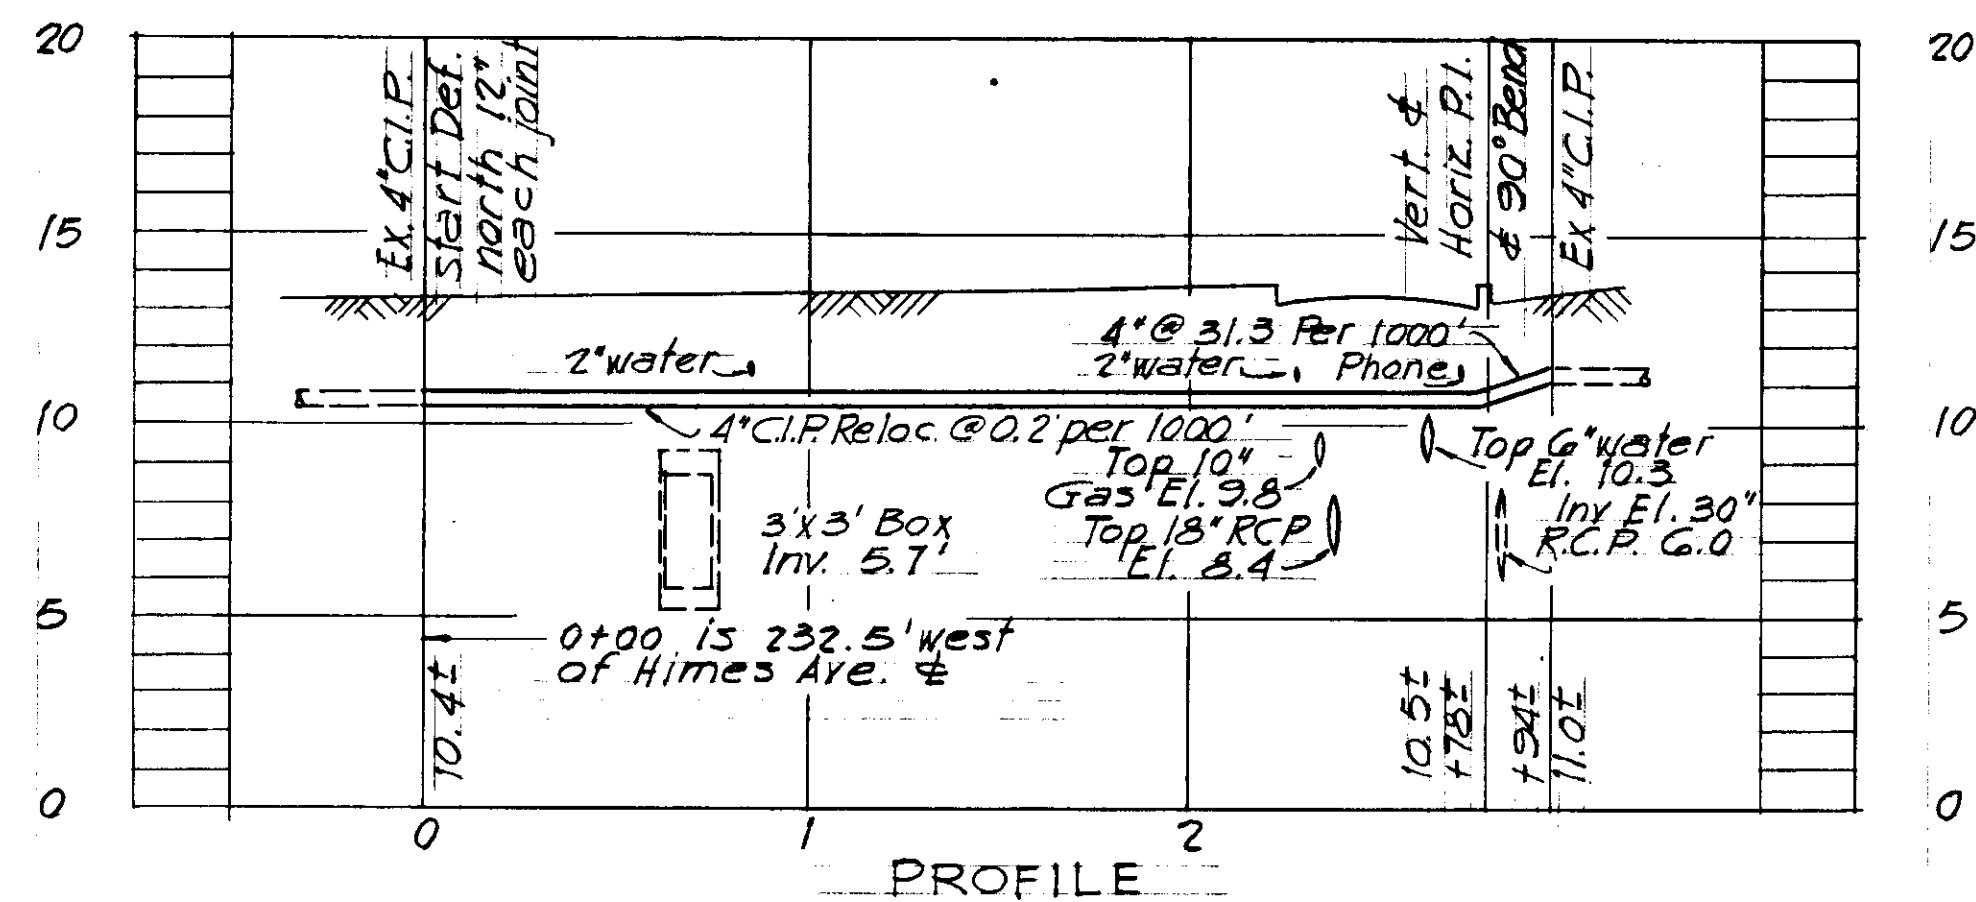 20
15
10
5
0
20
15
10
5
0
Ex. 4" C.I.P.
Start Def.
north 12"
each joint
Vert. &
Horiz. P.I.
℄ 90° Bend
Ex 4" C.I.P.
4" @ 31.3 Per 1000'
2" water
2" water
Phone
4" C.I.P. Reloc. @ 0.2' per 1000'
Top 10"
Gas El. 9.8
Top 6" water
El. 10.3
3'x3' Box
Inv. 5.7'
Top 18" RCP
El. 8.4
Inv El. 30"
R.C.P. 6.0
0+00 is 232.5' west
of Himes Ave. ℄
10.4±
10.5±
+78±
+94±
11.0±
0
1
2
PROFILE